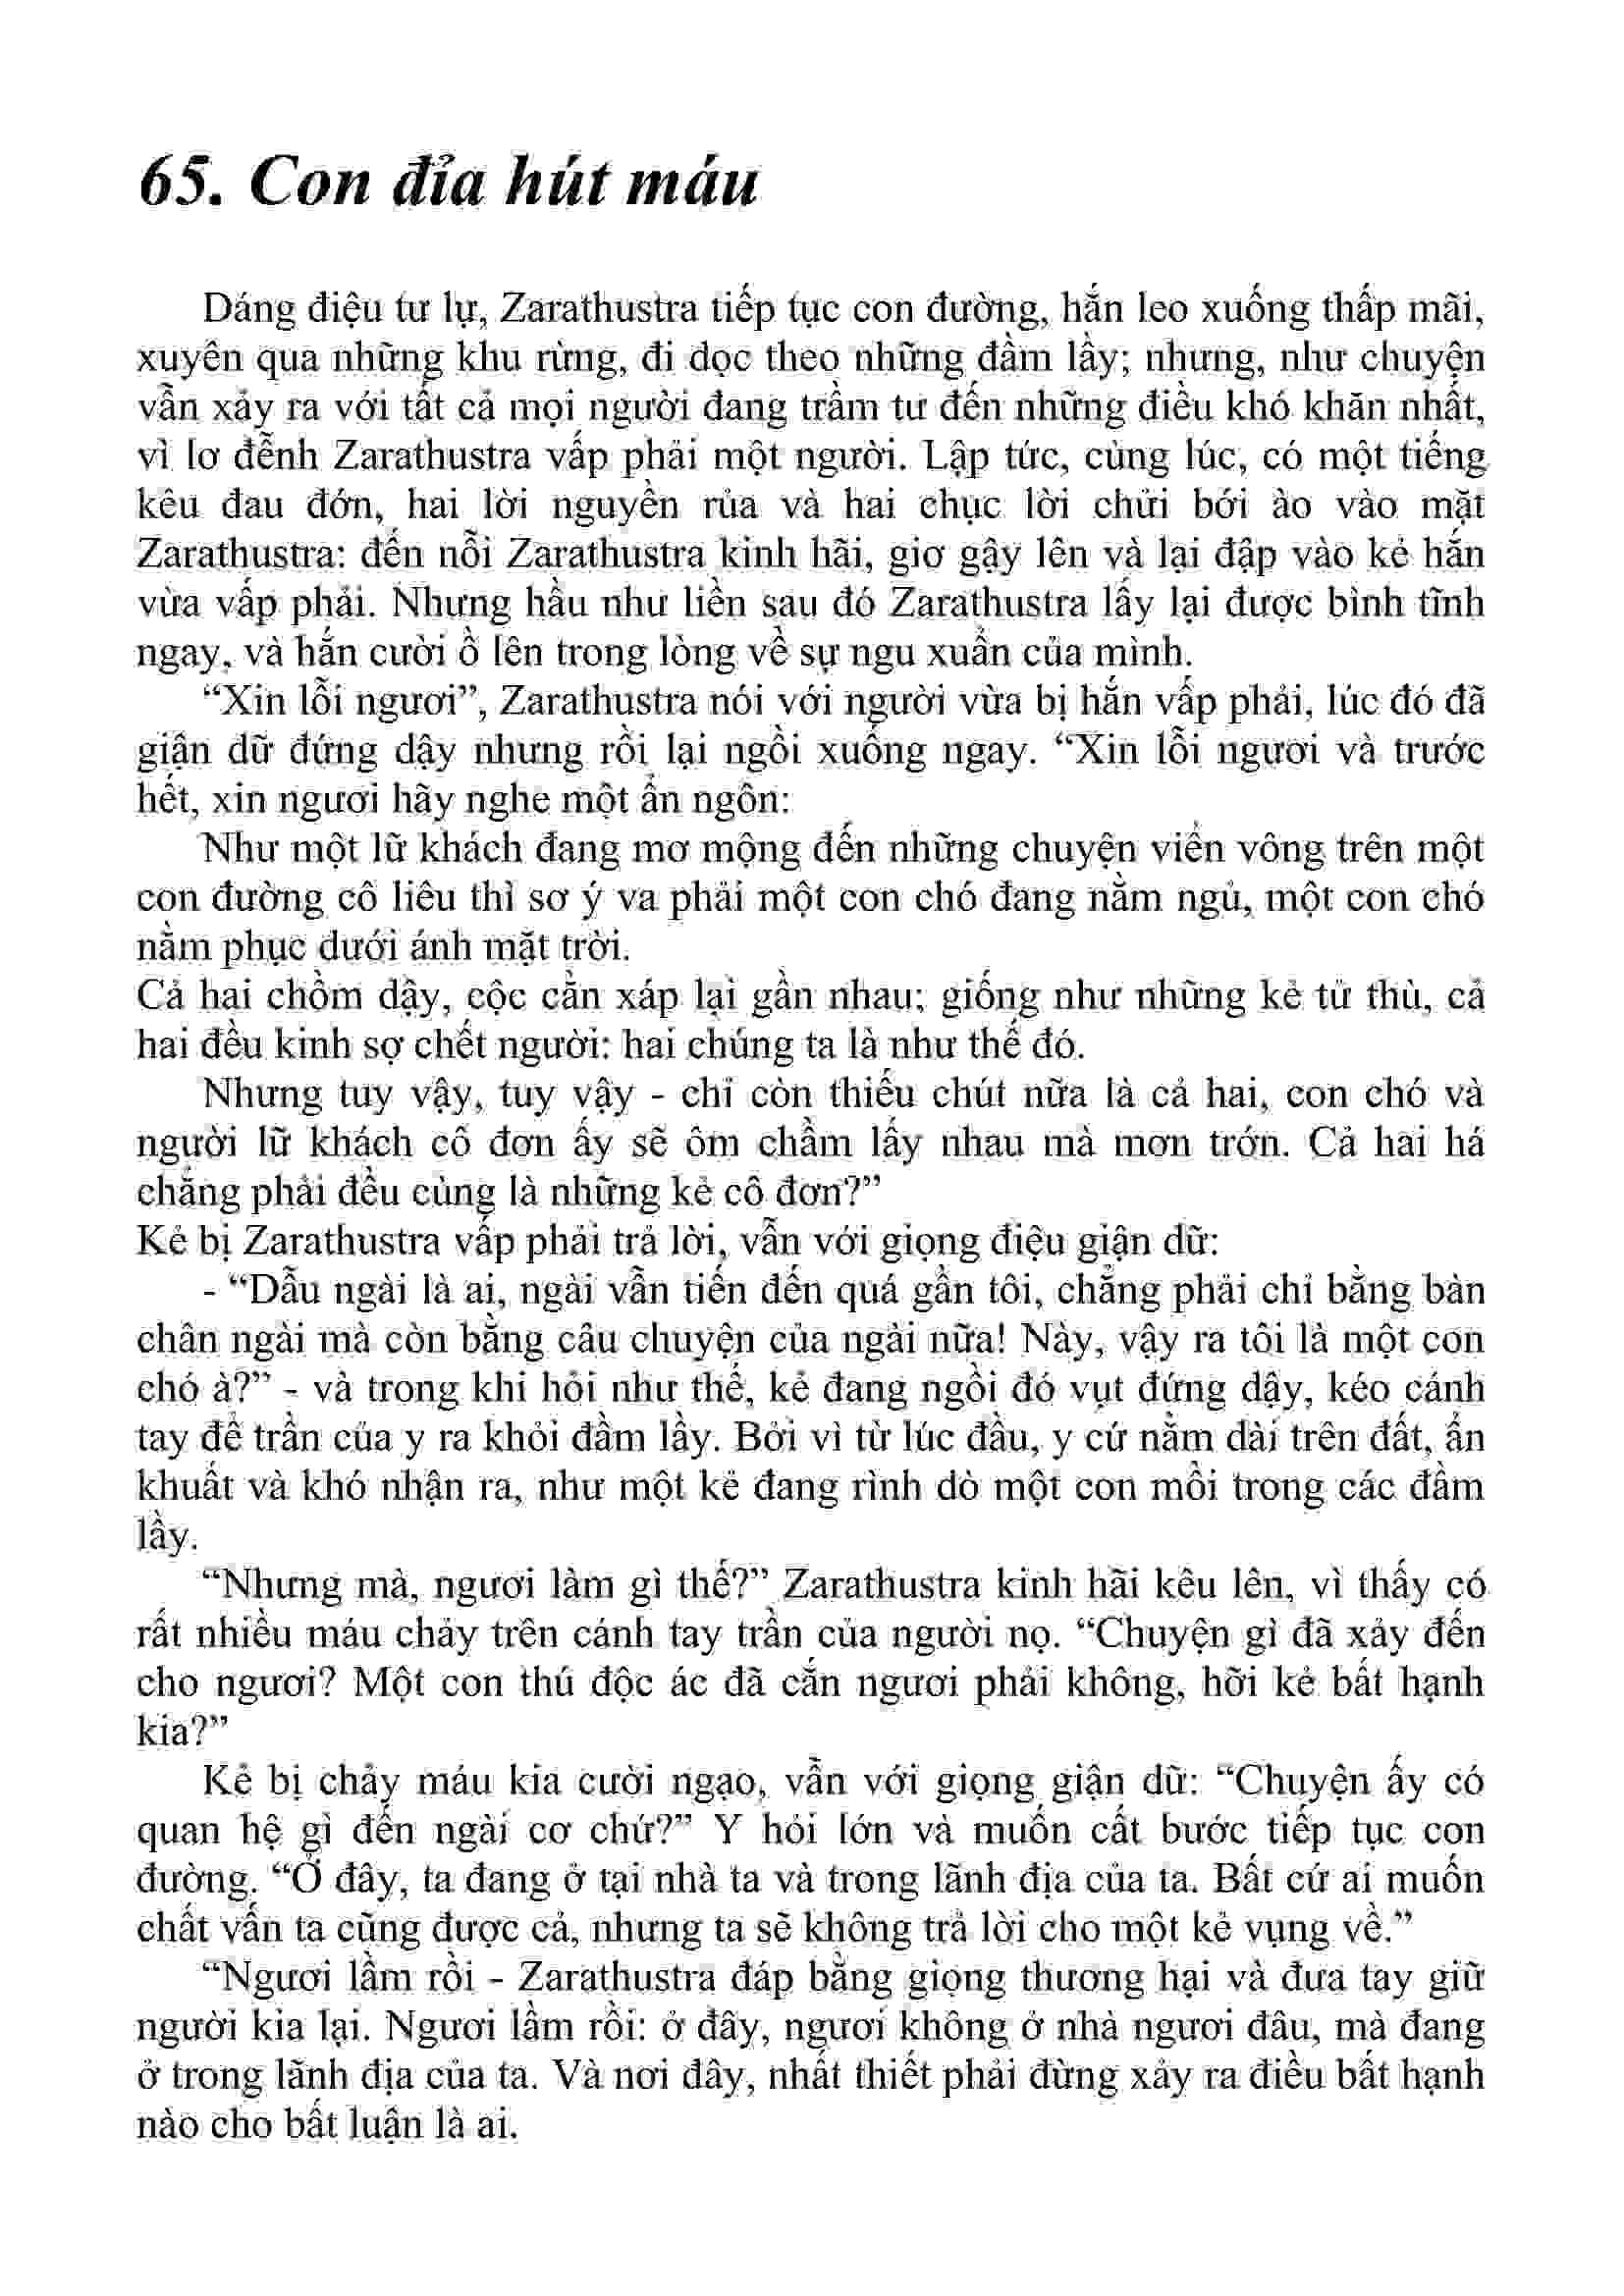 65. Con đỉa hút máu
Dáng điệu tư lự, Zarathustra tiếp tục con đường, hắn leo xuống thấp mãi,
xuyên qua những khu rừng, đi dọc theo những đầm lầy; nhưng, như chuyện
vẫn xảy ra với tất cả mọi người đang trầm tư đến những điều khó khăn nhất,
vì lơ đễnh Zarathustra vấp phải một người. Lập tức, cùng lúc, có một tiếng
kêu đau đớn, hai lời nguyền rủa và hai chục lời chửi bới ào vào mặt
Zarathustra: đến nỗi Zarathustra kinh hãi, giơ gậy lên và lại đập vào kẻ hắn
vừa vấp phải. Nhưng hầu như liền sau đó Zarathustra lấy lại được bình tĩnh
ngay, và hắn cười ồ lên trong lòng về sự ngu xuẩn của mình.
“Xin lỗi ngươi”, Zarathustra nói với người vừa bị hắn vấp phải, lúc đó đã
giận dữ đứng dậy nhưng rồi lại ngồi xuống ngay. “Xin lỗi ngươi và trước
hết, xin ngươi hãy nghe một ẩn ngôn:
Như một lữ khách đang mơ mộng đến những chuyện viển vông trên một
con đường cô liêu thì sơ ý va phải một con chó đang nằm ngủ, một con chó
nằm phục dưới ánh mặt trời.
Cả hai chồm dậy, cộc cằn xáp lại gần nhau; giống như những kẻ tử thù, cả
hai đều kinh sợ chết người: hai chúng ta là như thế đó.
Nhưng tuy vậy, tuy vậy - chỉ còn thiếu chút nữa là cả hai, con chó và
người lữ khách cô đơn ấy sẽ ôm chầm lấy nhau mà mơn trớn. Cả hai há
chẳng phải đều cùng là những kẻ cô đơn?”
Kẻ bị Zarathustra vấp phải trả lời, vẫn với giọng điệu giận dữ:
- “Dẫu ngài là ai, ngài vẫn tiến đến quá gần tôi, chẳng phải chỉ bằng bàn
chân ngài mà còn bằng câu chuyện của ngài nữa! Này, vậy ra tôi là một con
chó à?” - và trong khi hỏi như thế, kẻ đang ngồi đó vụt đứng dậy, kéo cánh
tay để trần của y ra khỏi đầm lầy. Bởi vì từ lúc đầu, y cứ nằm dài trên đất, ẩn
khuất và khó nhận ra, như một kẻ đang rình dò một con mồi trong các đầm
lầy.
“Nhưng mà, ngươi làm gì thế?” Zarathustra kinh hãi kêu lên, vì thấy có
rất nhiều máu chảy trên cánh tay trần của người nọ. “Chuyện gì đã xảy đến
cho ngươi? Một con thú độc ác đã cắn ngươi phải không, hỡi kẻ bất hạnh
kia?”
Kẻ bị chảy máu kia cười ngạo, vẫn với giọng giận dữ: “Chuyện ấy có
quan hệ gì đến ngài cơ chứ?” Y hỏi lớn và muốn cất bước tiếp tục con
đường. “Ở đây, ta đang ở tại nhà ta và trong lãnh địa của ta. Bất cứ ai muốn
chất vấn ta cũng được cả, nhưng ta sẽ không trả lời cho một kẻ vụng về.”
“Ngươi lầm rồi - Zarathustra đáp bằng giọng thương hại và đưa tay giữ
người kia lại. Ngươi lầm rồi: ở đây, ngươi không ở nhà ngươi đâu, mà đang
ở trong lãnh địa của ta. Và nơi đây, nhất thiết phải đừng xảy ra điều bất hạnh
nào cho bất luận là ai.